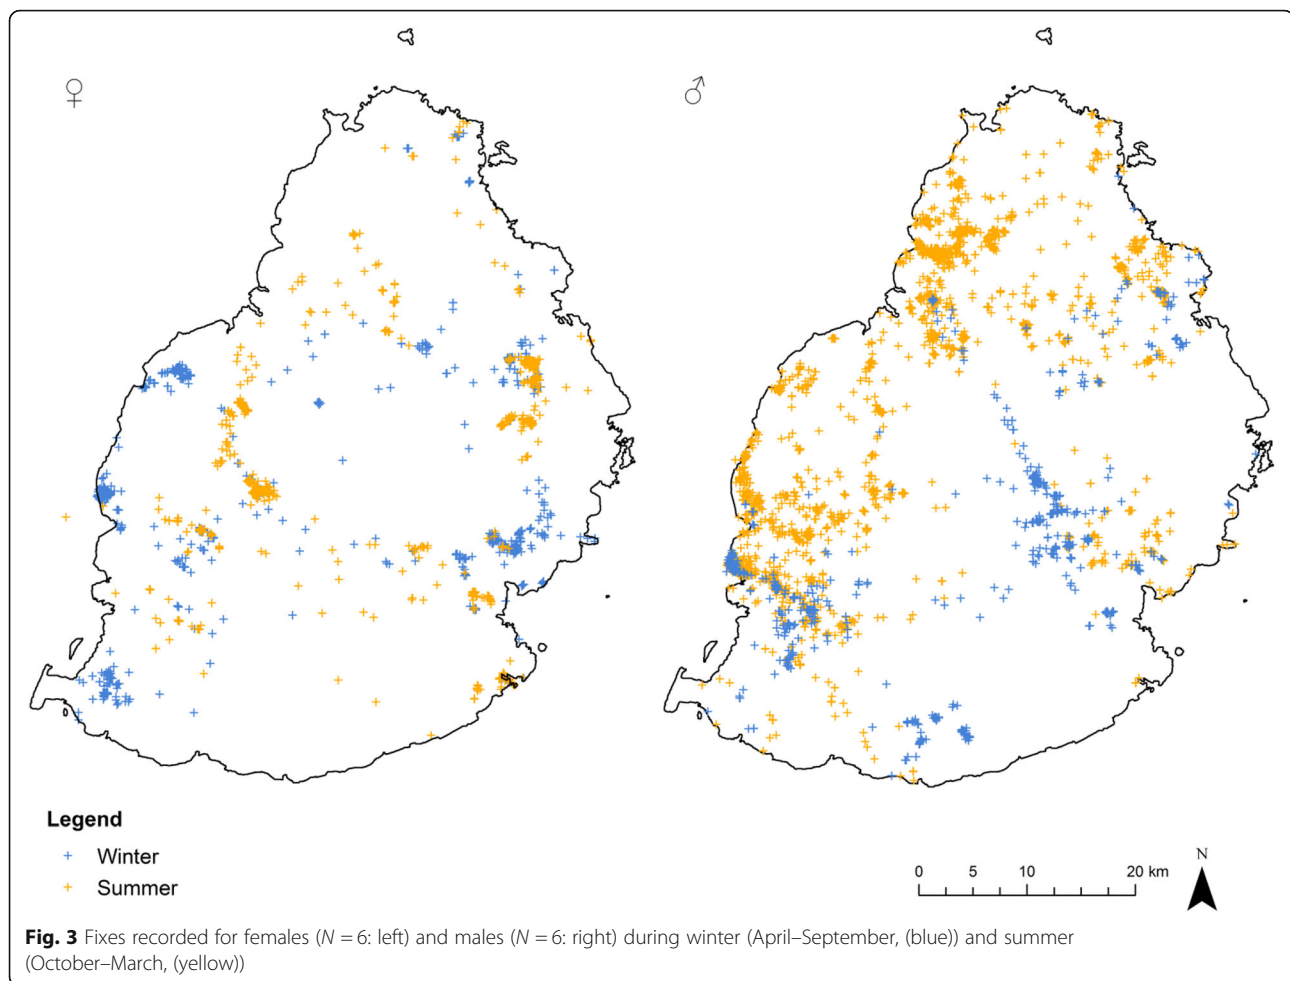 ♀
♂
Legend
Winter
Summer
0 5 10 20 km
N
Fig. 3 Fixes recorded for females (N = 6: left) and males (N = 6: right) during winter (April–September, (blue)) and summer
(October–March, (yellow))